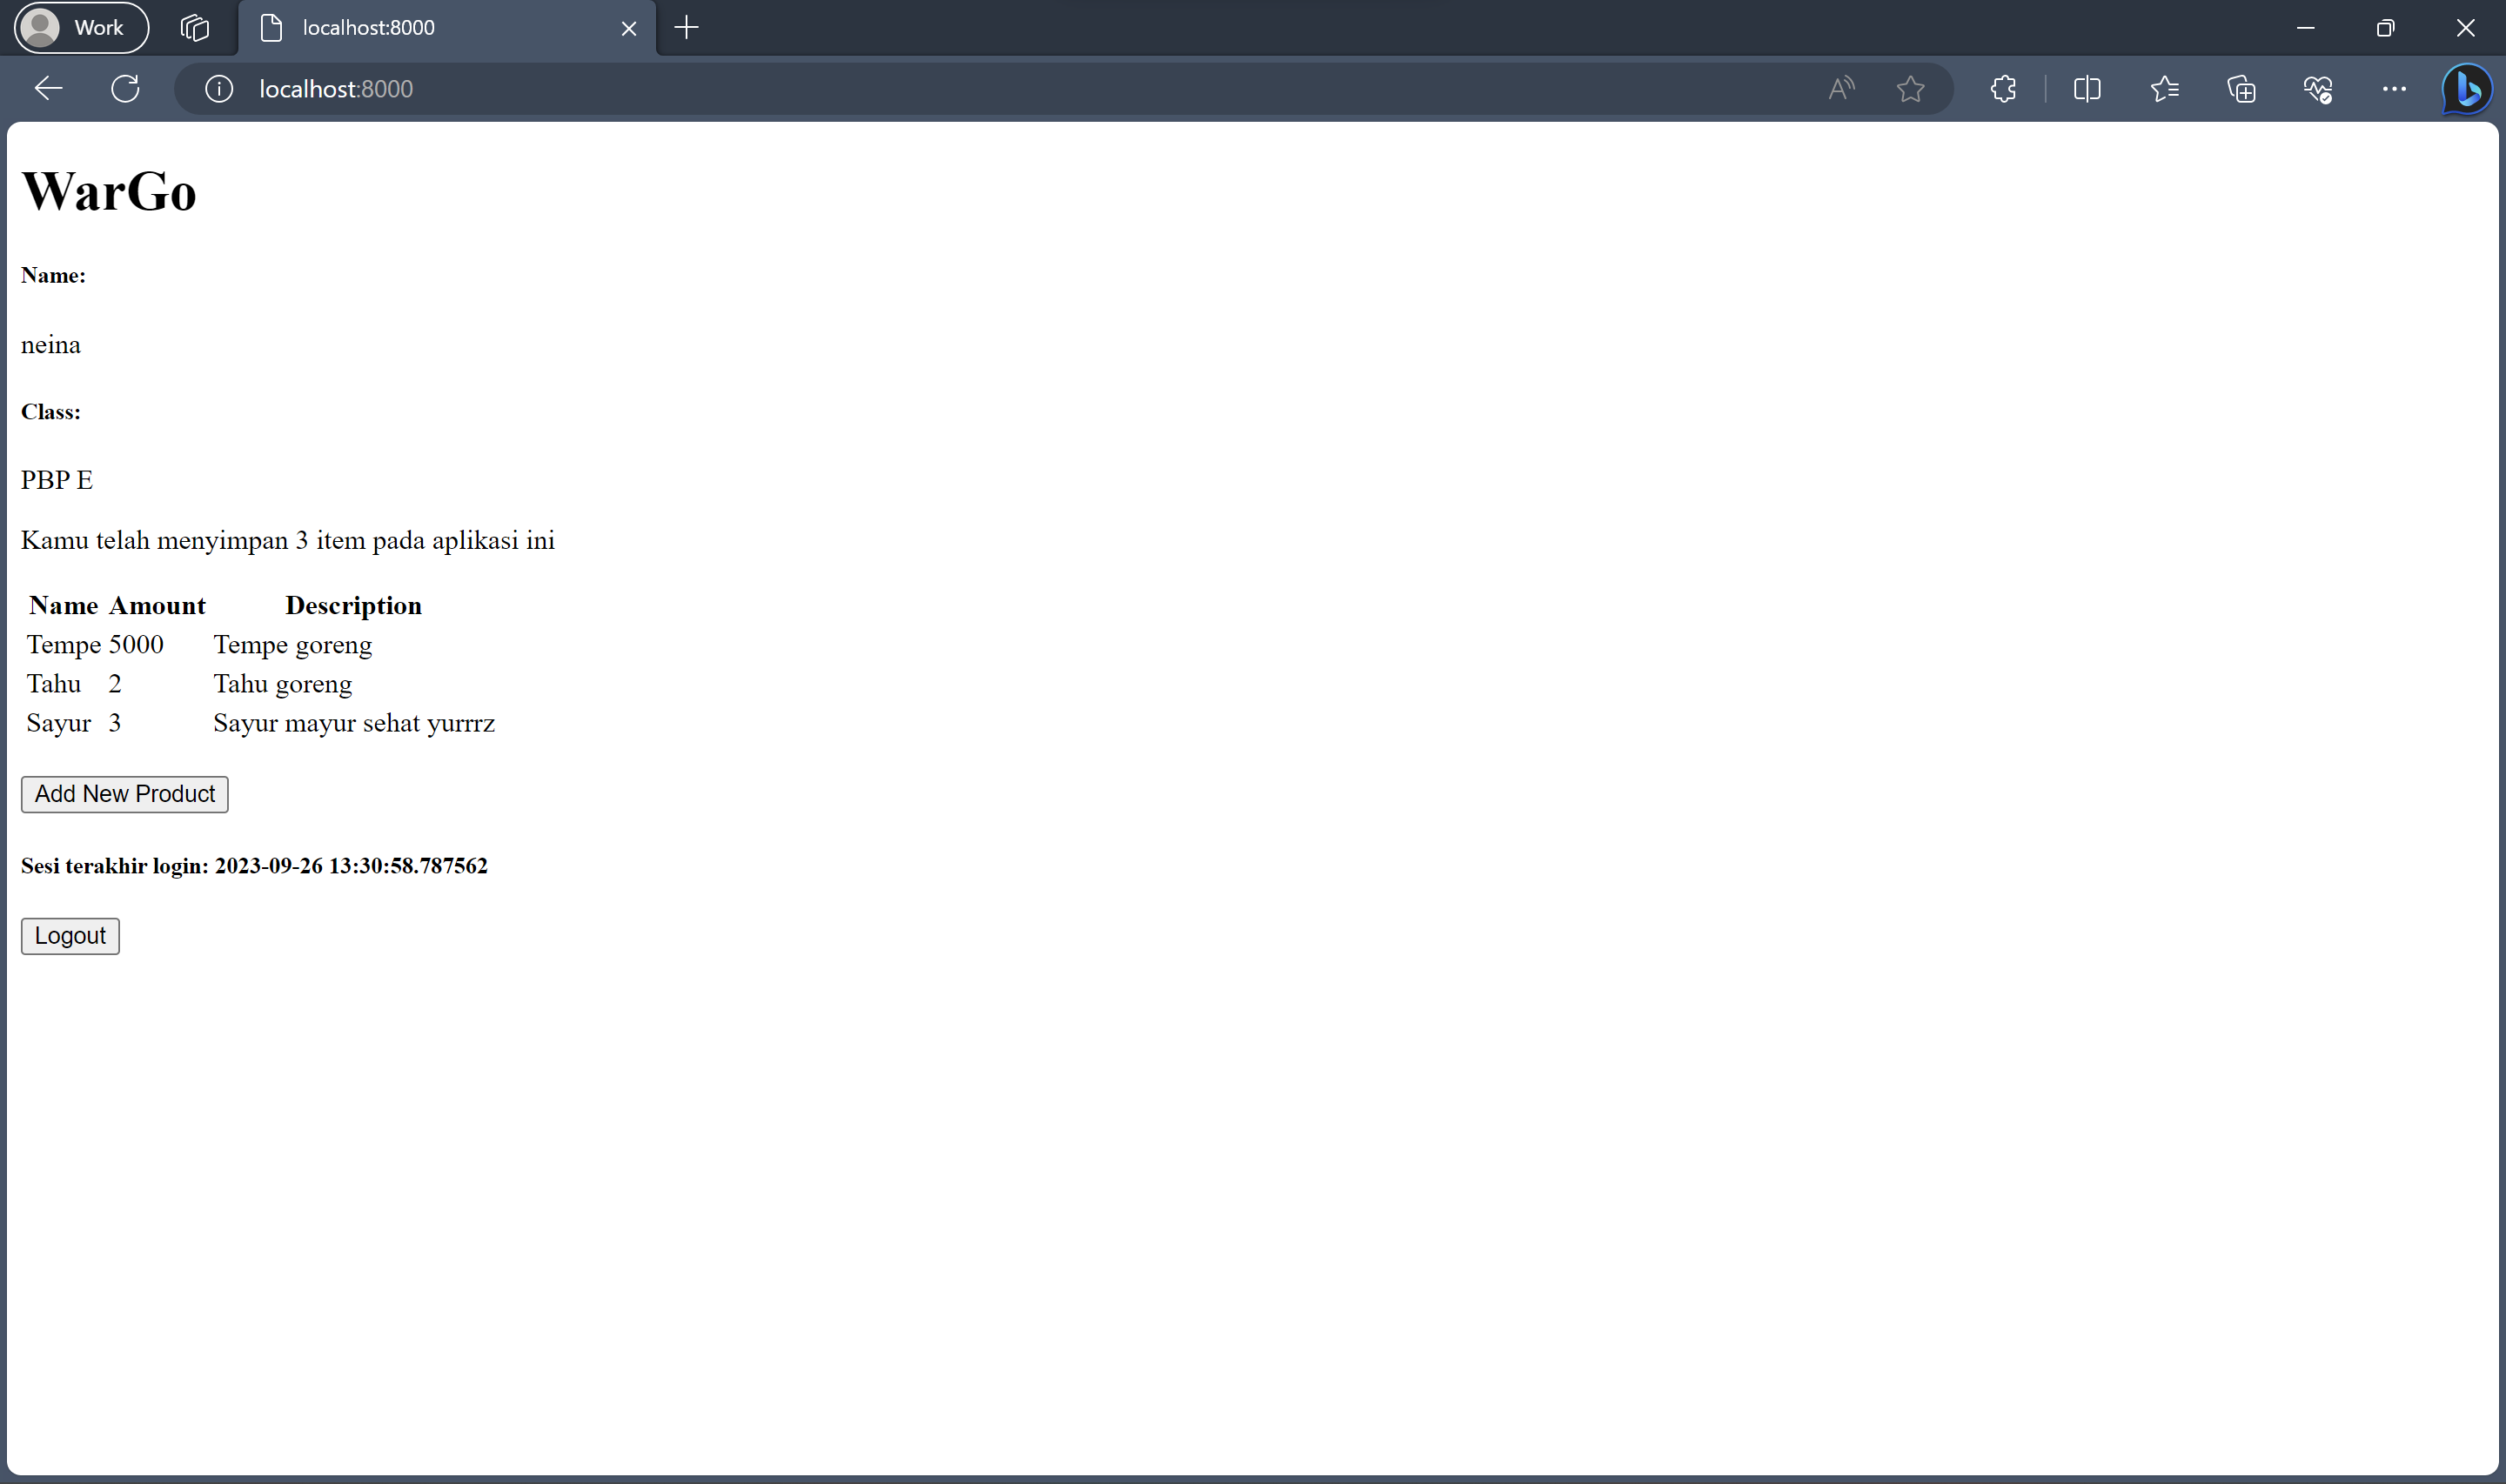 Work
localhost:8000
localhost:8000
WarGo
Name:
neina
Class:
PBP E
Kamu telah menyimpan 3 item pada aplikasi ini
Name Amount Description
Tempe 5000 Tempe goreng
Tahu 2 Tahu goreng
Sayur 3 Sayur mayur sehat yurrrz
Add New Product
Sesi terakhir login: 2023-09-26 13:30:58.787562
Logout